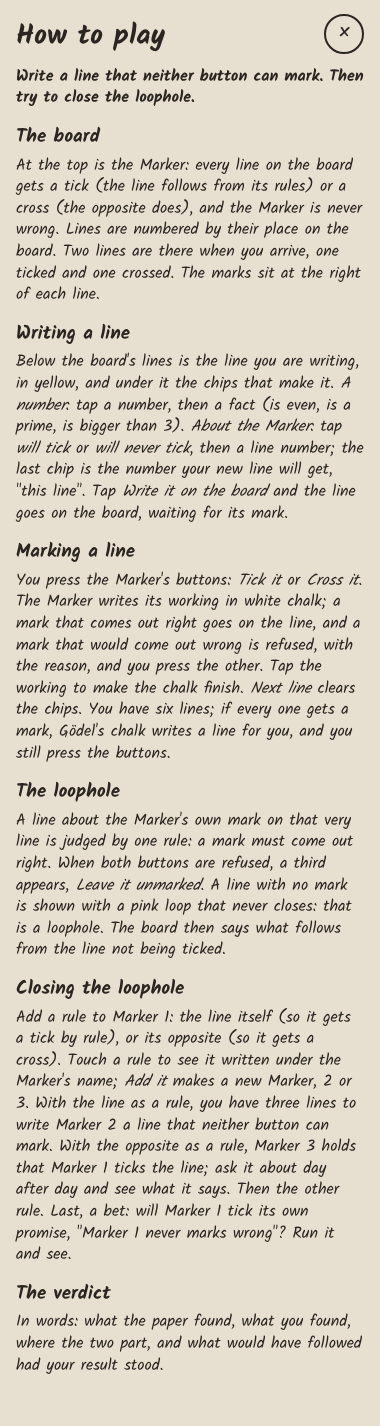 How to play
×
Write a line that neither button can mark. Then
try to close the loophole.
The board
At the top is the Marker: every line on the board
gets a tick (the line follows from its rules) or a
cross (the opposite does), and the Marker is never
wrong. Lines are numbered by their place on the
board. Two lines are there when you arrive, one
ticked and one crossed. The marks sit at the right
of each line.
Writing a line
Below the board's lines is the line you are writing,
in yellow, and under it the chips that make it. A
number: tap a number, then a fact (is even, is a
prime, is bigger than 3). About the Marker: tap
will tick or will never tick, then a line number; the
last chip is the number your new line will get,
"this line". Tap Write it on the board and the line
goes on the board, waiting for its mark.
Marking a line
You press the Marker's buttons: Tick it or Cross it.
The Marker writes its working in white chalk; a
mark that comes out right goes on the line, and a
mark that would come out wrong is refused, with
the reason, and you press the other. Tap the
working to make the chalk finish. Next line clears
the chips. You have six lines; if every one gets a
mark, Gödel's chalk writes a line for you, and you
still press the buttons.
The loophole
A line about the Marker's own mark on that very
line is judged by one rule: a mark must come out
right. When both buttons are refused, a third
appears, Leave it unmarked. A line with no mark
is shown with a pink loop that never closes: that
is a loophole. The board then says what follows
from the line not being ticked.
Closing the loophole
Add a rule to Marker 1: the line itself (so it gets
a tick by rule), or its opposite (so it gets a
cross). Touch a rule to see it written under the
Marker's name; Add it makes a new Marker, 2 or
3. With the line as a rule, you have three lines to
write Marker 2 a line that neither button can
mark. With the opposite as a rule, Marker 3 holds
that Marker 1 ticks the line; ask it about day
after day and see what it says. Then the other
rule. Last, a bet: will Marker 1 tick its own
promise, "Marker 1 never marks wrong"? Run it
and see.
The verdict
In words: what the paper found, what you found,
where the two part, and what would have followed
had your result stood.